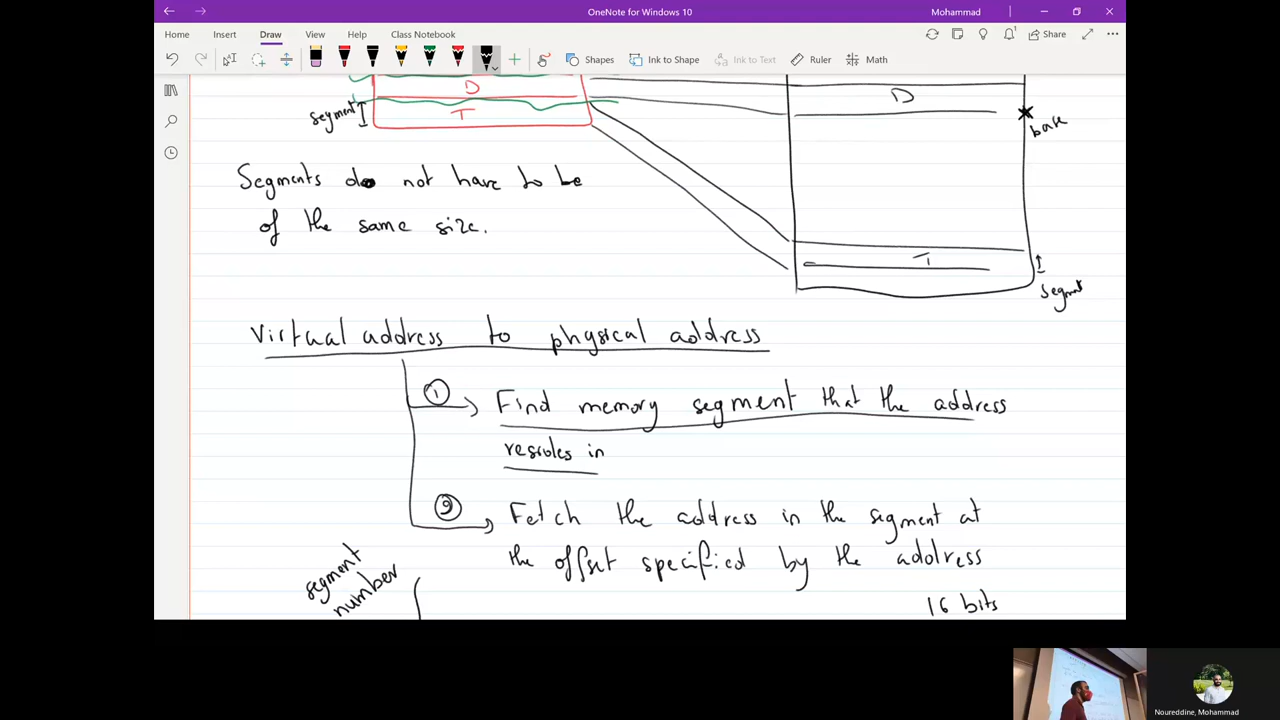 OneNote for Windows 10
Mohammad
Home Insert Draw View Help Class Notebook
Share
Shapes Ink to Shape Ink to Text Ruler Math
D
D
segment
T
base
Segments do not have to be
of the same size.
T
segment
Virtual address to physical address
1 Find memory segment that the address
resides in
2 Fetch the address in the segment at
the offset specified by the address
segment
number
16 bits
Noureddine, Mohammad